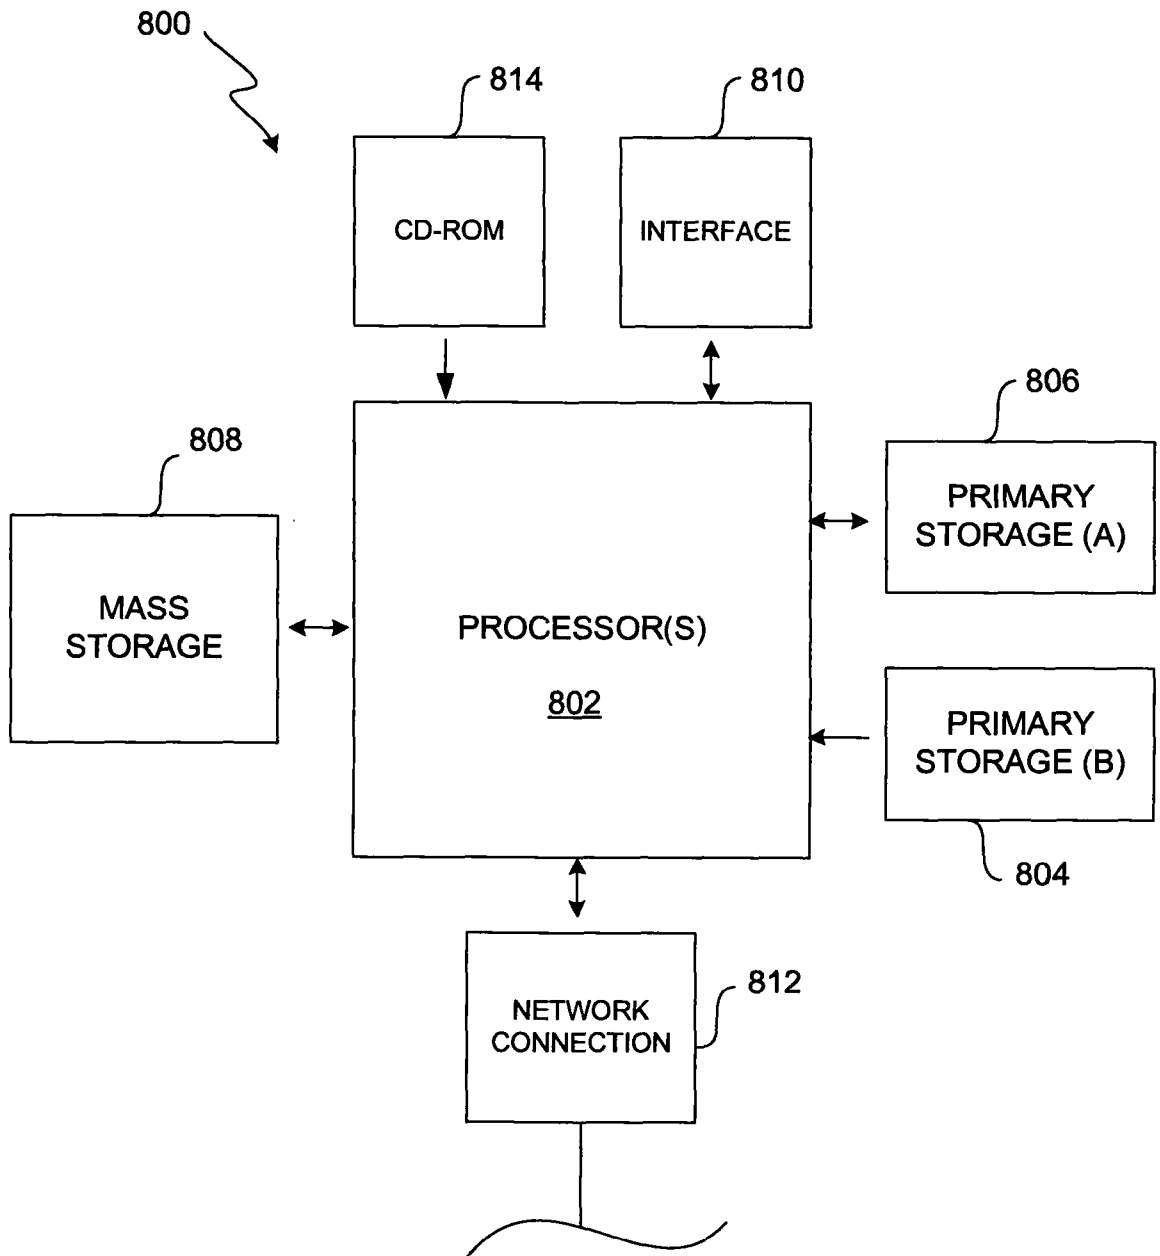 800
814
810
CD-ROM
INTERFACE
806
808
PRIMARY
STORAGE (A)
MASS
STORAGE
PROCESSOR(S)
802
PRIMARY
STORAGE (B)
804
812
NETWORK
CONNECTION